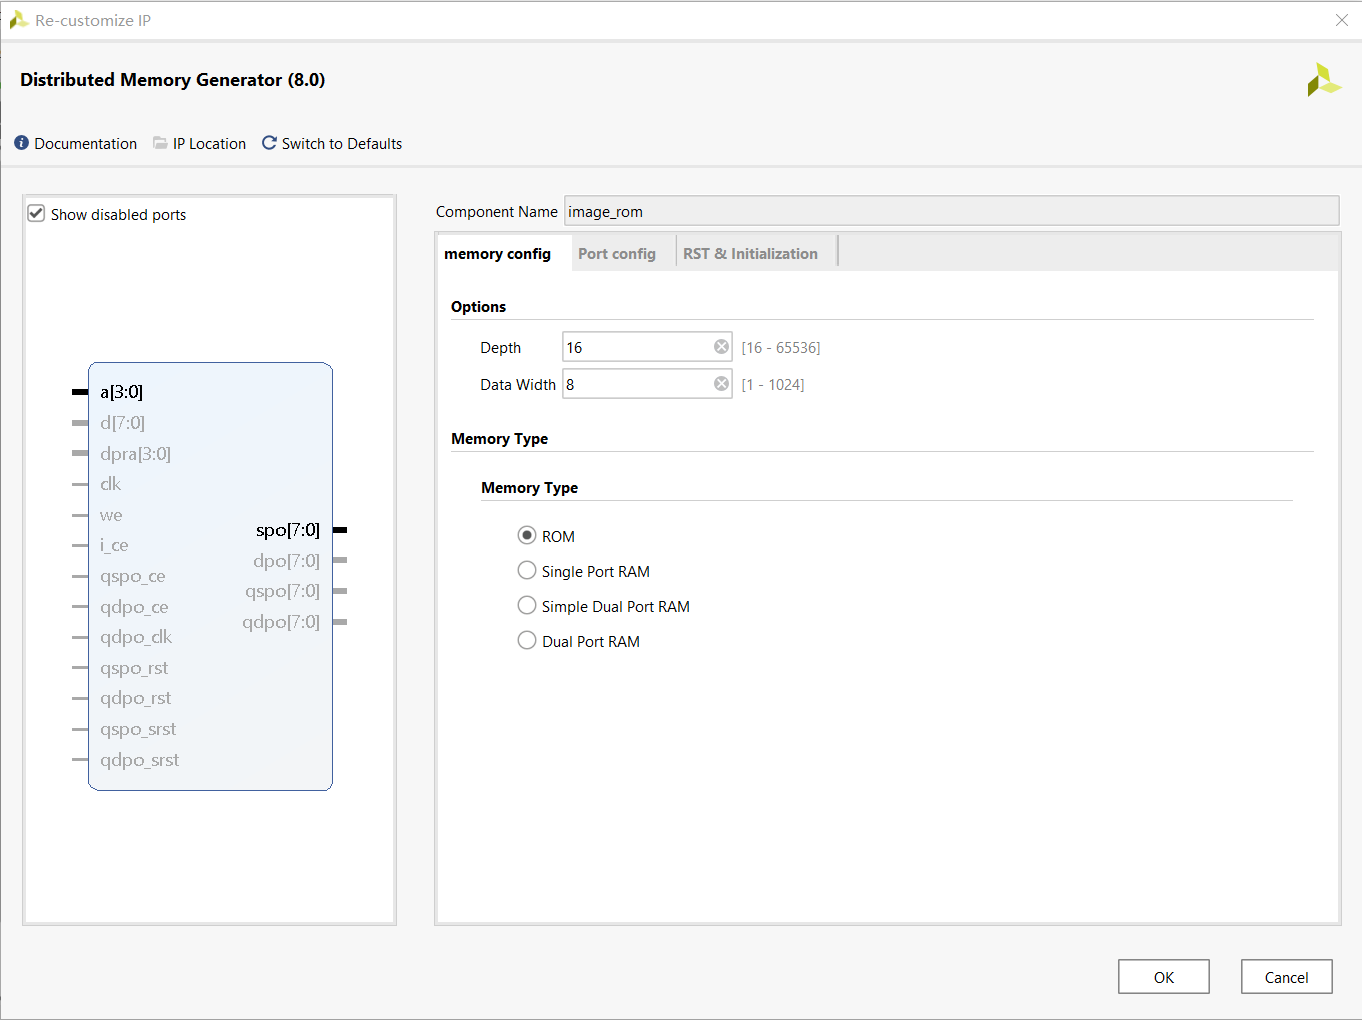 Re-customize IP
Distributed Memory Generator (8.0)
Documentation IP Location Switch to Defaults
Show disabled ports
a[3:0]
d[7:0]
dpra[3:0]
clk
we
i_ce
qspo_ce
qdpo_ce
qdpo_clk
qspo_rst
qdpo_rst
qspo_srst
qdpo_srst
spo[7:0]
dpo[7:0]
qspo[7:0]
qdpo[7:0]
Component Name image_rom
memory config Port config RST & Initialization
Options
Depth 16 [16 - 65536]
Data Width 8 [1 - 1024]
Memory Type
Memory Type
ROM
Single Port RAM
Simple Dual Port RAM
Dual Port RAM
OK Cancel